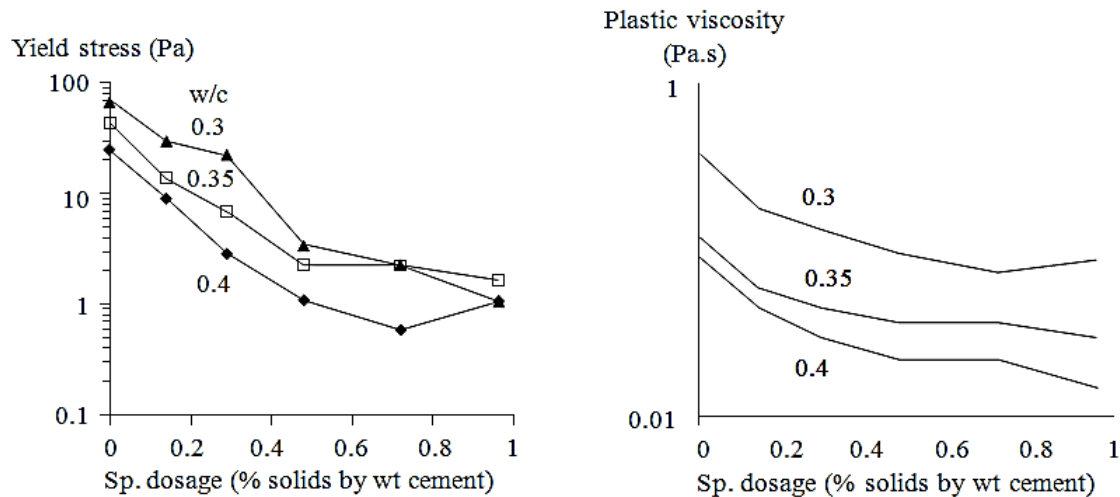 Yield stress (Pa)
100
10
1
0.1
w/c
0.3
0.35
0.4
0 0.2 0.4 0.6 0.8 1
Sp. dosage (% solids by wt cement)
Plastic viscosity
(Pa.s)
1
0.01
0.3
0.35
0.4
0 0.2 0.4 0.6 0.8 1
Sp. dosage (% solids by wt cement)